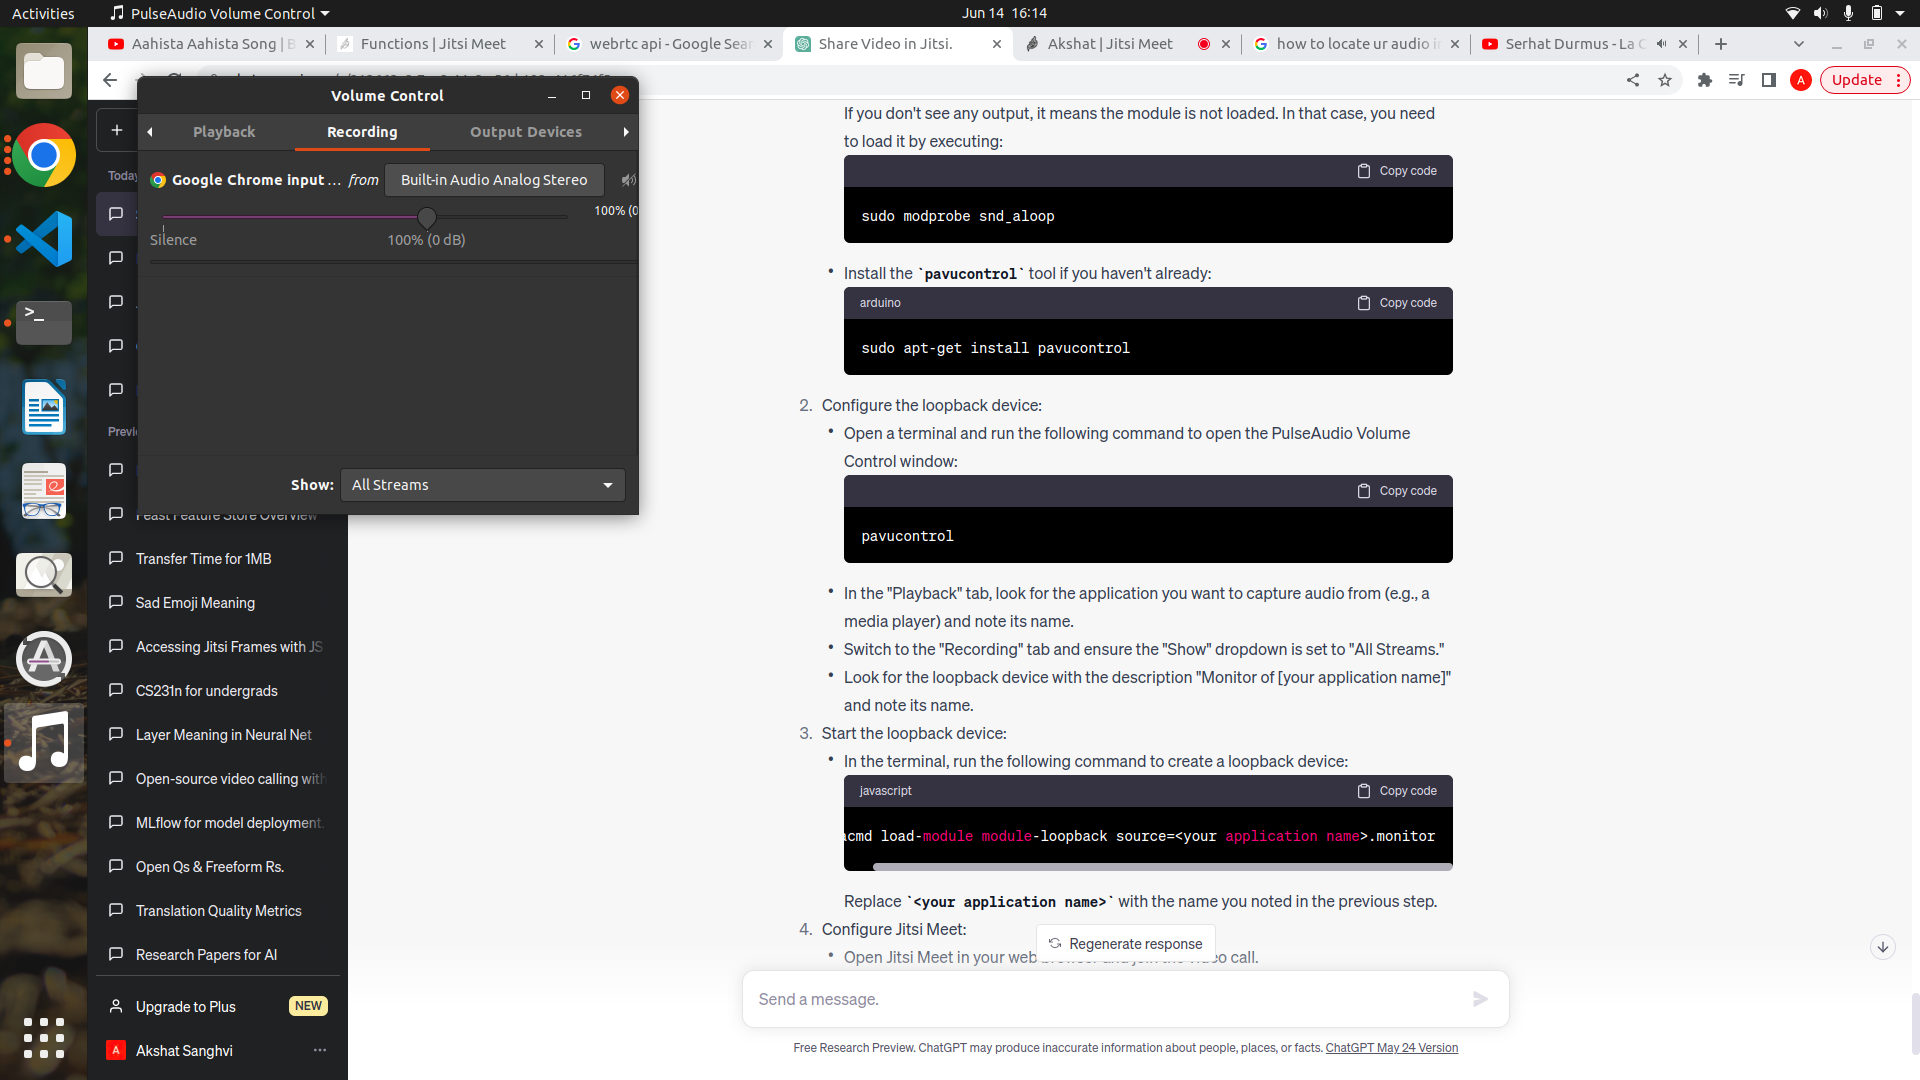 Activities
PulseAudio Volume Control
Jun 14 16:14
Aahista Aahista Song | B
Functions | Jitsi Meet
webrtc api - Google Sear
Share Video in Jitsi.
Akshat | Jitsi Meet
how to locate ur audio i
Serhat Durmus - La C
A
Update
Volume Control
Playback
Recording
Output Devices
Google Chrome input ... from
Built-in Audio Analog Stereo
100% (0
Silence
100% (0 dB)
Show:
All Streams
Today
Previ
Feast Feature Store Overview
Transfer Time for 1MB
Sad Emoji Meaning
Accessing Jitsi Frames with JS
CS231n for undergrads
Layer Meaning in Neural Net
Open-source video calling with
MLflow for model deployment.
Open Qs & Freeform Rs.
Translation Quality Metrics
Research Papers for AI
Upgrade to Plus
NEW
A
Akshat Sanghvi
If you don't see any output, it means the module is not loaded. In that case, you need
to load it by executing:
Copy code
sudo modprobe snd_aloop
• Install the `pavucontrol` tool if you haven't already:
arduino
Copy code
sudo apt-get install pavucontrol
2. Configure the loopback device:
• Open a terminal and run the following command to open the PulseAudio Volume
Control window:
Copy code
pavucontrol
• In the "Playback" tab, look for the application you want to capture audio from (e.g., a
media player) and note its name.
• Switch to the "Recording" tab and ensure the "Show" dropdown is set to "All Streams."
• Look for the loopback device with the description "Monitor of [your application name]"
and note its name.
3. Start the loopback device:
• In the terminal, run the following command to create a loopback device:
javascript
Copy code
acmd load-module module-loopback source=<your application name>.monitor
Replace `<your application name>` with the name you noted in the previous step.
4. Configure Jitsi Meet:
• Open Jitsi Meet in your web
call.
Regenerate response
Send a message.
Free Research Preview. ChatGPT may produce inaccurate information about people, places, or facts. ChatGPT May 24 Version